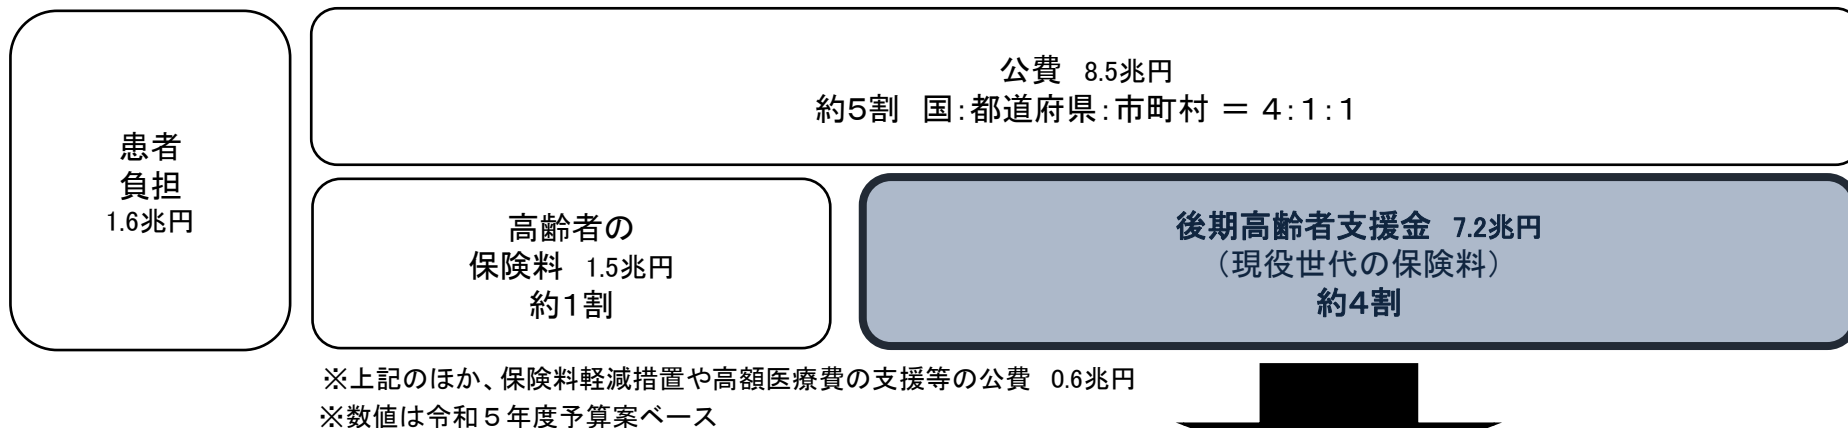 患者
負担
1.6兆円
公費 8.5兆円
約5割 国:都道府県:市町村 ＝ 4:1:1
高齢者の
保険料 1.5兆円
約1割
後期高齢者支援金 7.2兆円
（現役世代の保険料）
約4割
※上記のほか、保険料軽減措置や高額医療費の支援等の公費 0.6兆円
※数値は令和５年度予算案ベース